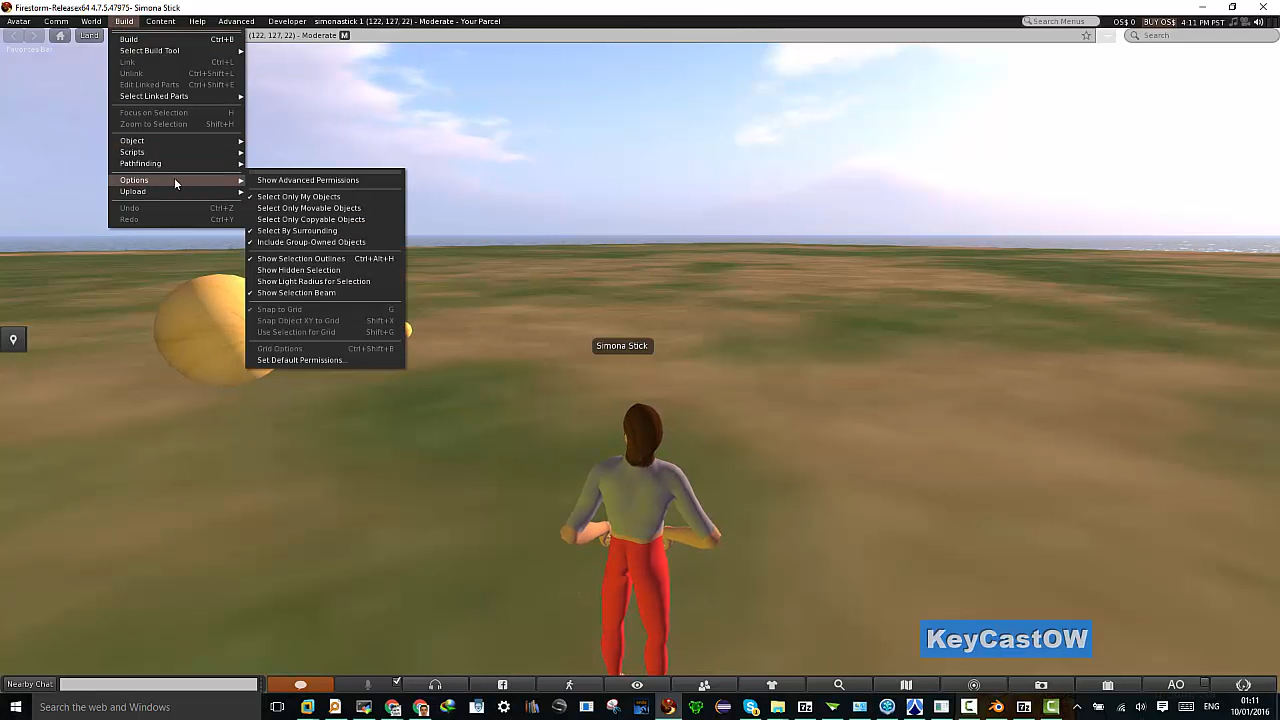 Firestorm-Releasex64 4.7.5.47975- Simona Stick
Avatar Comm World Build Content Help Advanced Developer simonastick 1 (122, 127, 22) - Moderate - Your Parcel Search Menus OS$ 0 BUY OS$ 4:11 PM PST
Land (122, 127, 22) - Moderate M Search
Favorites Bar
Build Ctrl+B
Select Build Tool
Link Ctrl+L
Unlink Ctrl+Shift+L
Edit Linked Parts Ctrl+Shift+E
Select Linked Parts
Focus on Selection H
Zoom to Selection Shift+H
Object
Scripts
Pathfinding
Options
Upload
Undo Ctrl+Z
Redo Ctrl+Y
Show Advanced Permissions
Select Only My Objects
Select Only Movable Objects
Select Only Copyable Objects
Select By Surrounding
Include Group-Owned Objects
Show Selection Outlines Ctrl+Alt+H
Show Hidden Selection
Show Light Radius for Selection
Show Selection Beam
Snap to Grid G
Snap Object XY to Grid Shift+X
Use Selection for Grid Shift+G
Grid Options Ctrl+Shift+B
Set Default Permissions...
Simona Stick
KeyCastOW
Nearby Chat AO
Search the web and Windows ENG 01:11
10/01/2016